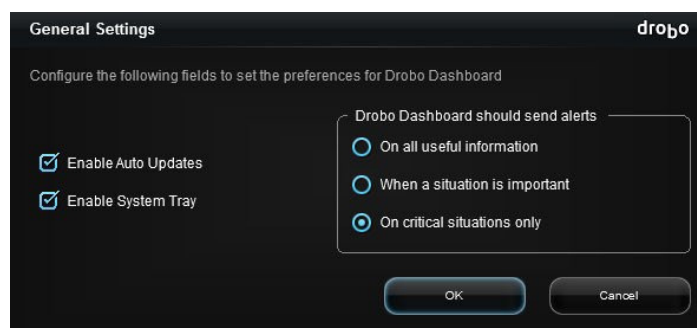 General Settings
drobo
Configure the following fields to set the preferences for Drobo Dashboard
Drobo Dashboard should send alerts
On all useful information
Enable Auto Updates
When a situation is important
Enable System Tray
On critical situations only
OK
Cancel